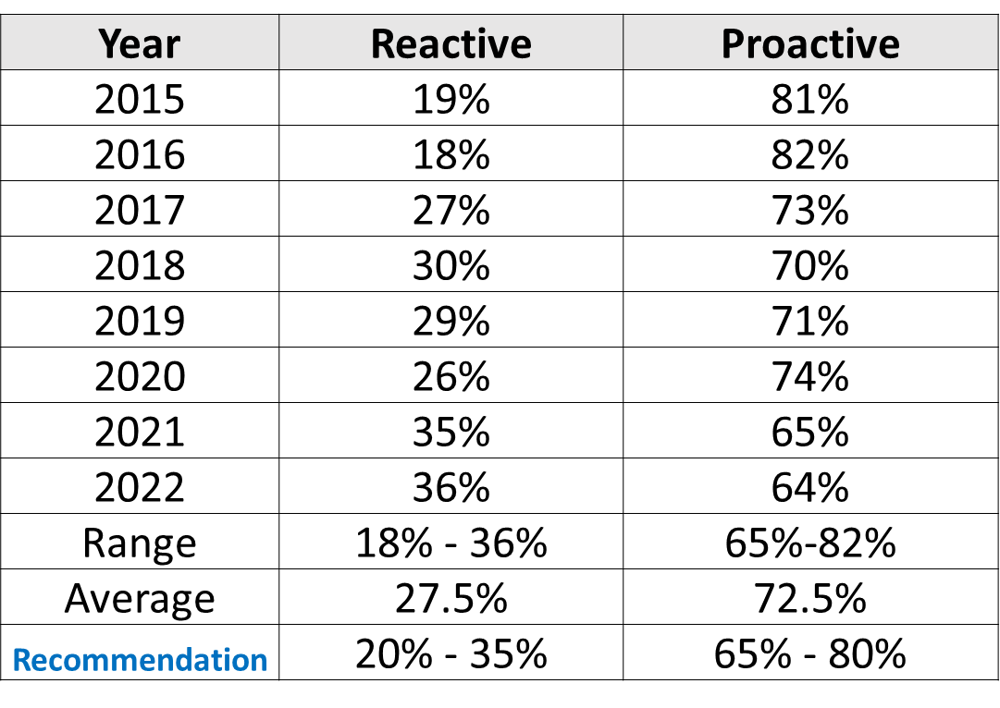 Year Reactive Proactive
2015 19% 81%
2016 18% 82%
2017 27% 73%
2018 30% 70%
2019 29% 71%
2020 26% 74%
2021 35% 65%
2022 36% 64%
Range 18% - 36% 65%-82%
Average 27.5% 72.5%
Recommendation 20% - 35% 65% - 80%